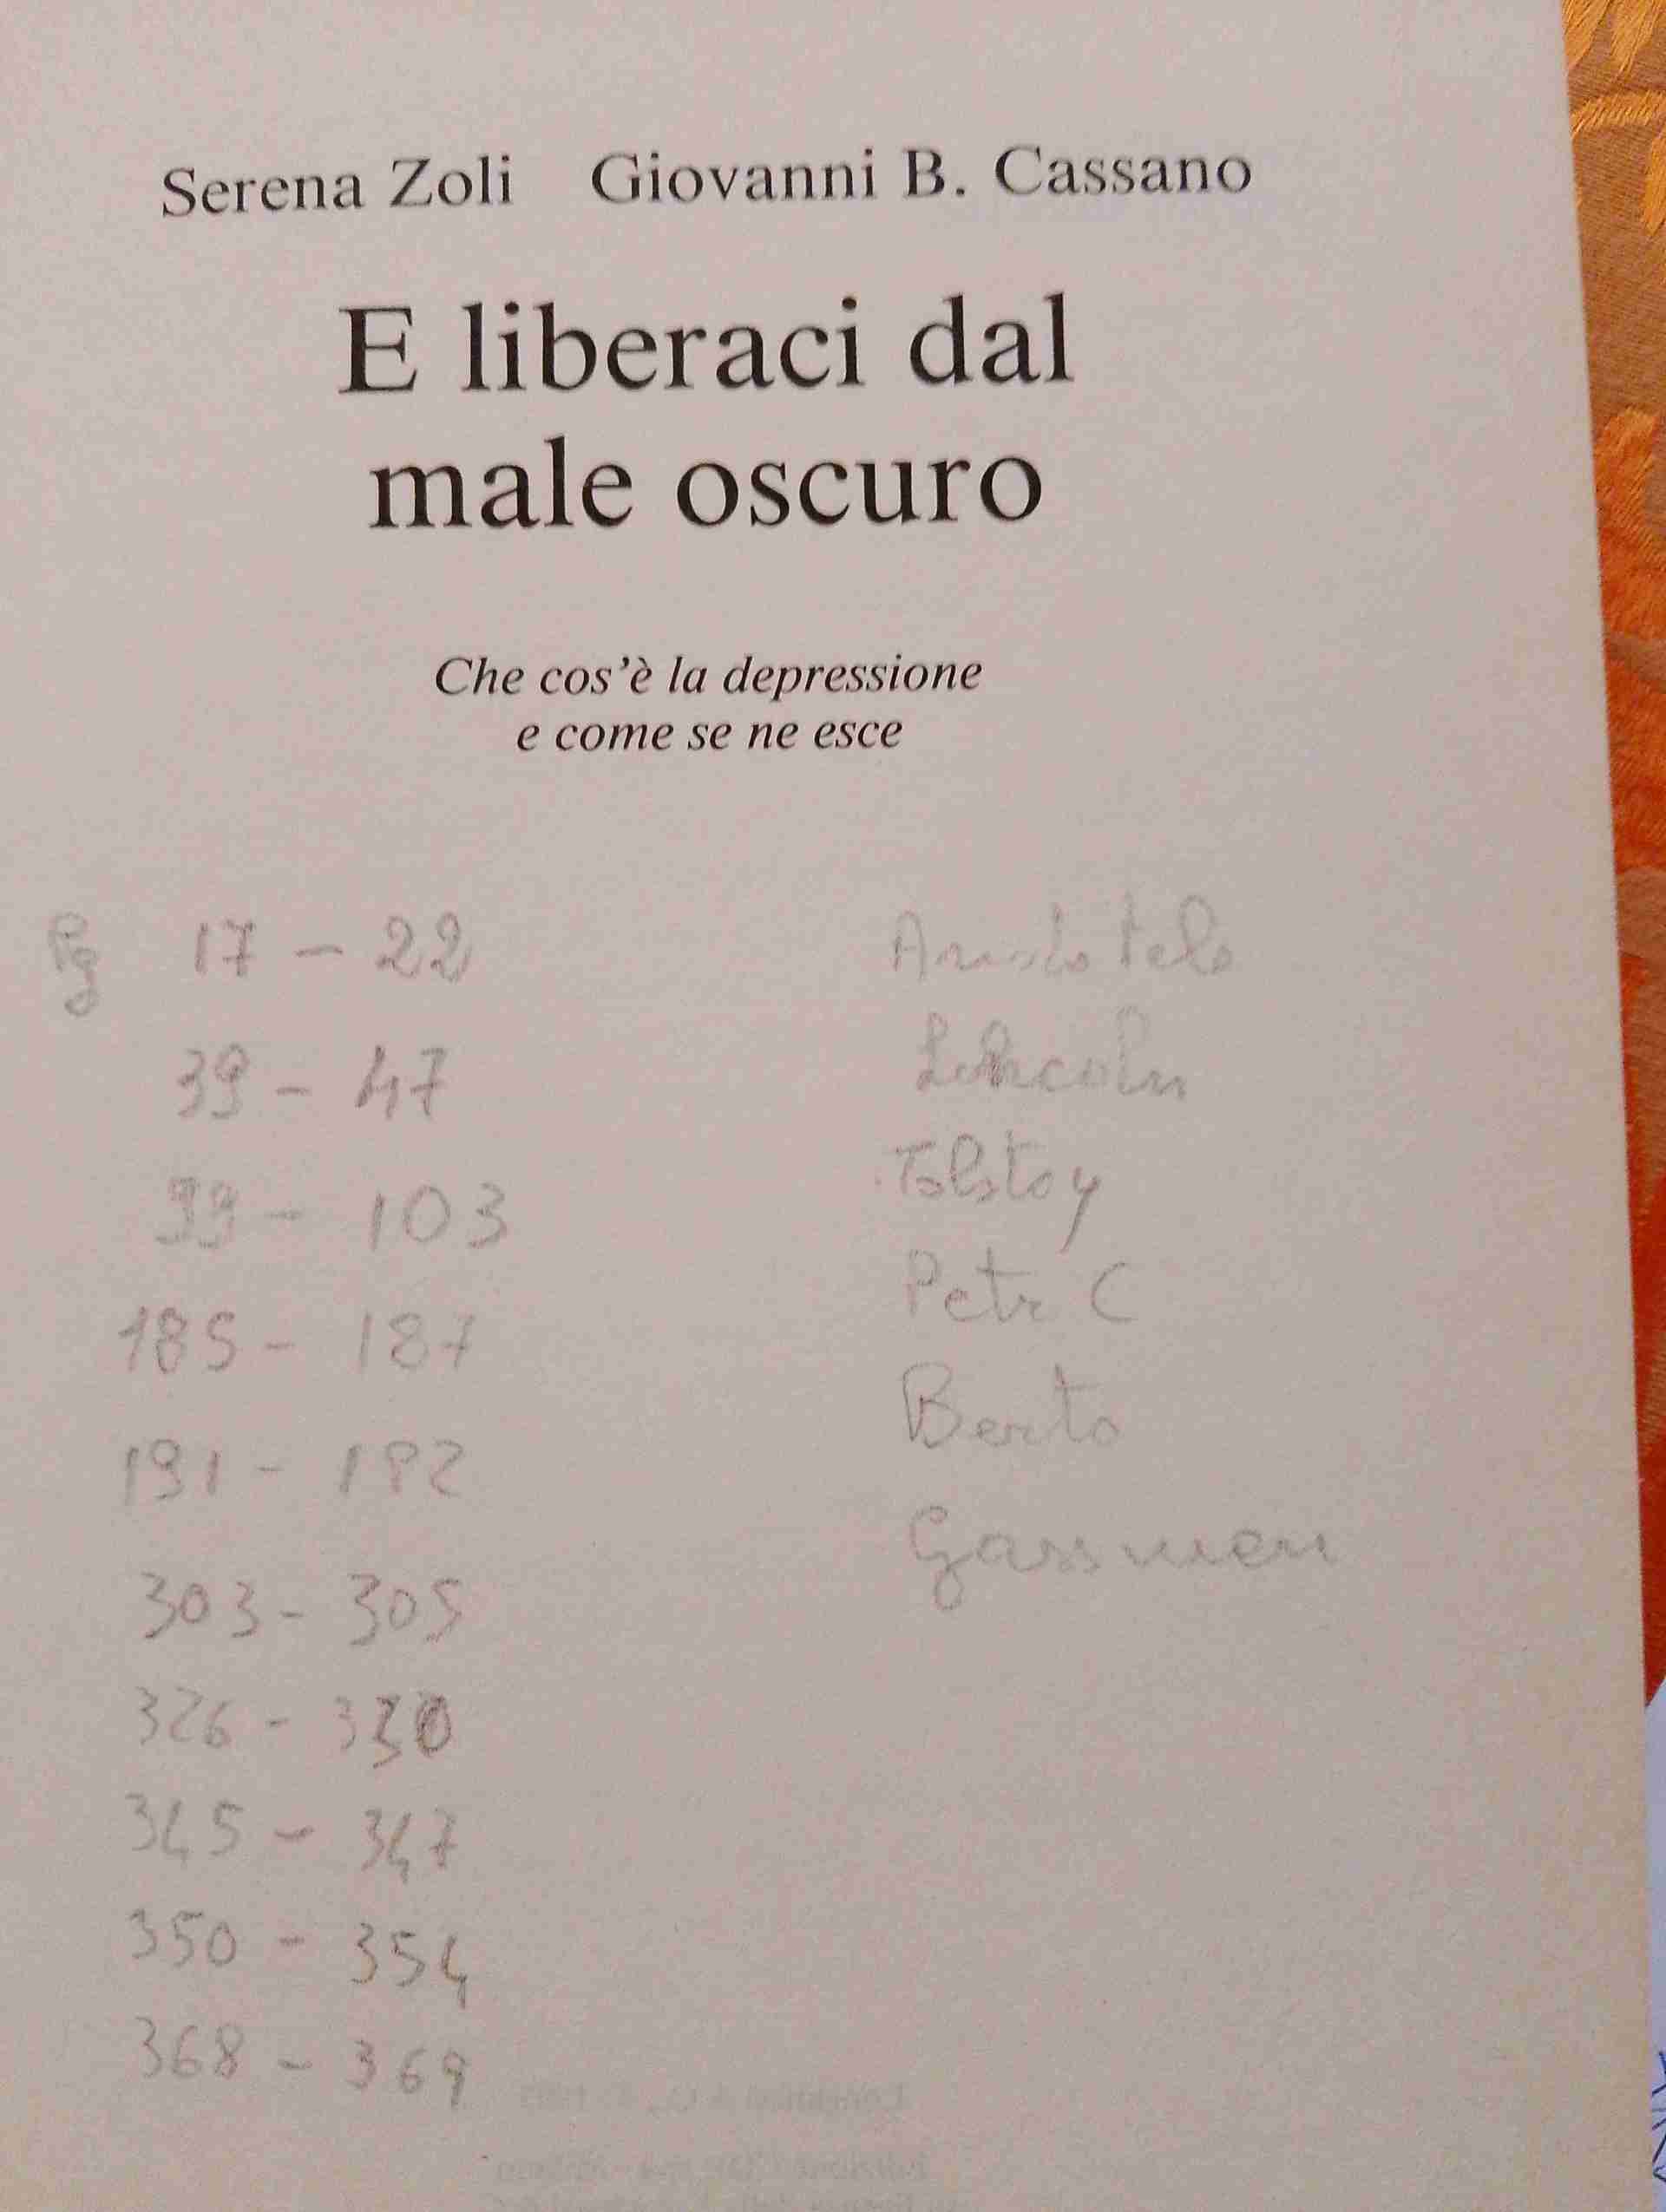 Serena Zoli Giovanni B. Cassano
E liberaci dal
male oscuro
Che cos'è la depressione
e come se ne esce
Pg 17 - 22
39 - 47
99 - 103
185 - 187
191 - 192
303 - 305
326 - 330
345 - 347
350 - 354
368 - 369
Aristotele
Lincoln
Tolstoy
Petr C
Berto
Gassman